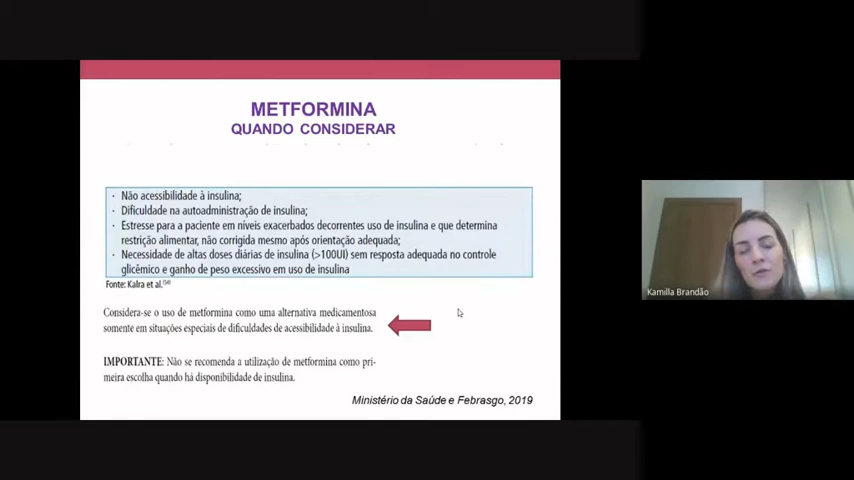 METFORMINA
QUANDO CONSIDERAR
· Não acessibilidade à insulina;
· Dificuldade na autoadministração de insulina;
· Estresse para a paciente em níveis exacerbados decorrentes uso de insulina e que determina
restrição alimentar, não corrigida mesmo após orientação adequada;
· Necessidade de altas doses diárias de insulina (>100UI) sem resposta adequada no controle
glicêmico e ganho de peso excessivo em uso de insulina
Fonte: Kalra et al.
Considera-se o uso de metformina como uma alternativa medicamentosa
somente em situações especiais de dificuldades de acessibilidade à insulina.
IMPORTANTE: Não se recomenda a utilização de metformina como pri-
meira escolha quando há disponibilidade de insulina.
Ministério da Saúde e Febrasgo, 2019
Kamilla Brandão